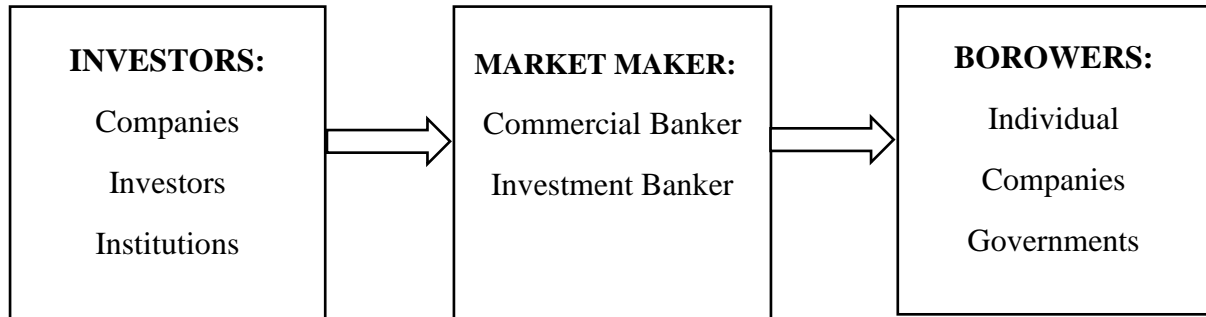 INVESTORS:
Companies
Investors
Institutions
MARKET MAKER:
Commercial Banker
Investment Banker
BOROWERS:
Individual
Companies
Governments